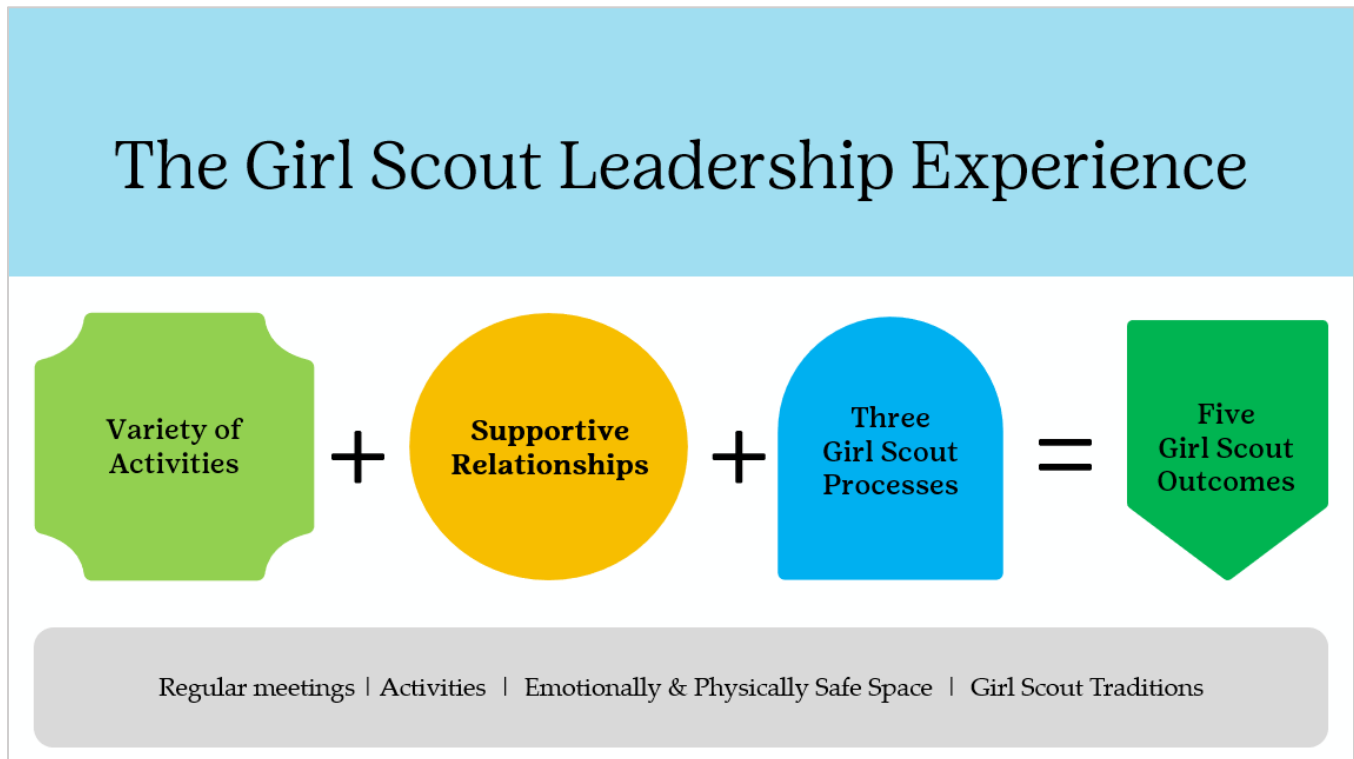 The Girl Scout Leadership Experience
Variety of
Activities
+
Supportive
Relationships
+
Three
Girl Scout
Processes
=
Five
Girl Scout
Outcomes
Regular meetings | Activities | Emotionally & Physically Safe Space | Girl Scout Traditions